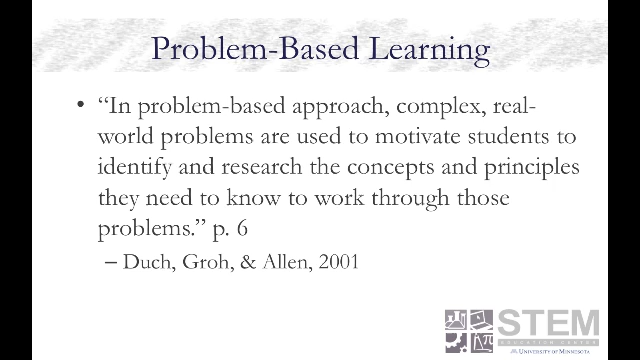 Problem-Based Learning
• “In problem-based approach, complex, real-
world problems are used to motivate students to
identify and research the concepts and principles
they need to know to work through those
problems.” p. 6
– Duch, Groh, & Allen, 2001
STEM
EDUCATION CENTER
UNIVERSITY OF MINNESOTA